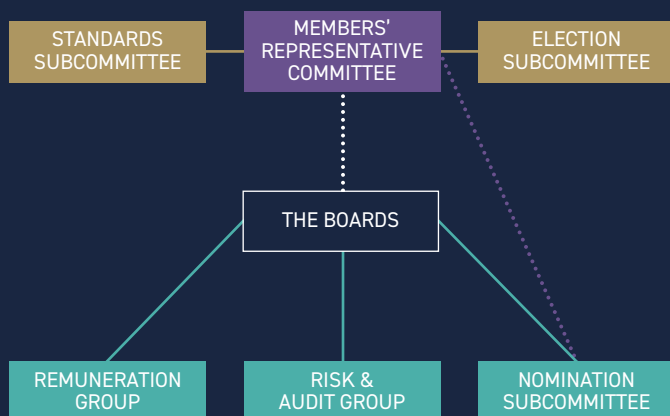 STANDARDS
SUBCOMMITTEE
MEMBERS’
REPRESENTATIVE
COMMITTEE
ELECTION
SUBCOMMITTEE
THE BOARDS
REMUNERATION
GROUP
RISK &
AUDIT GROUP
NOMINATION
SUBCOMMITTEE